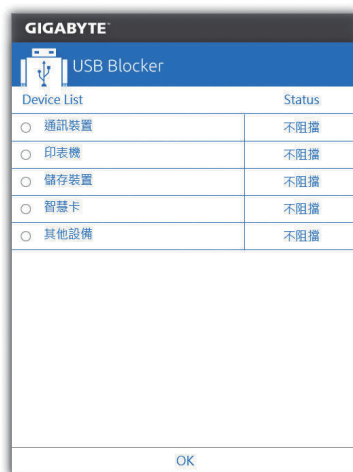 GIGABYTE™
USB Blocker
Device List Status
通訊裝置 不阻擋
印表機 不阻擋
儲存裝置 不阻擋
智慧卡 不阻擋
其他設備 不阻擋
OK